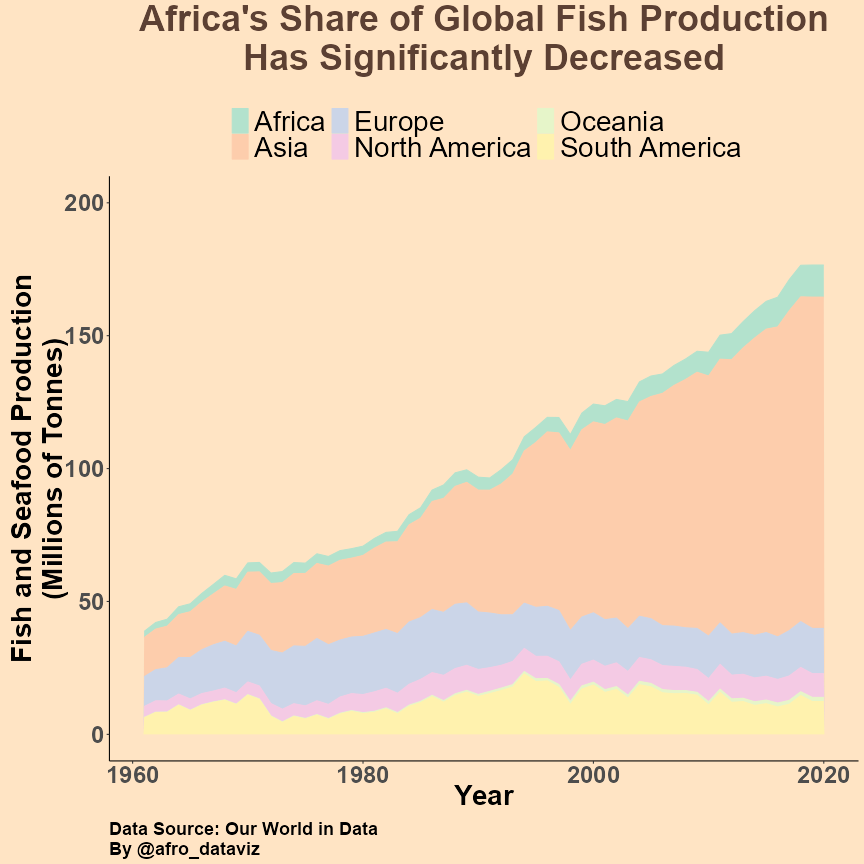 Africa's Share of Global Fish Production
Has Significantly Decreased
Africa
Europe
Oceania
Asia
North America
South America
Fish and Seafood Production
(Millions of Tonnes)
200
150
100
50
0
1960
1980
2000
2020
Year
Data Source: Our World in Data
By @afro_dataviz